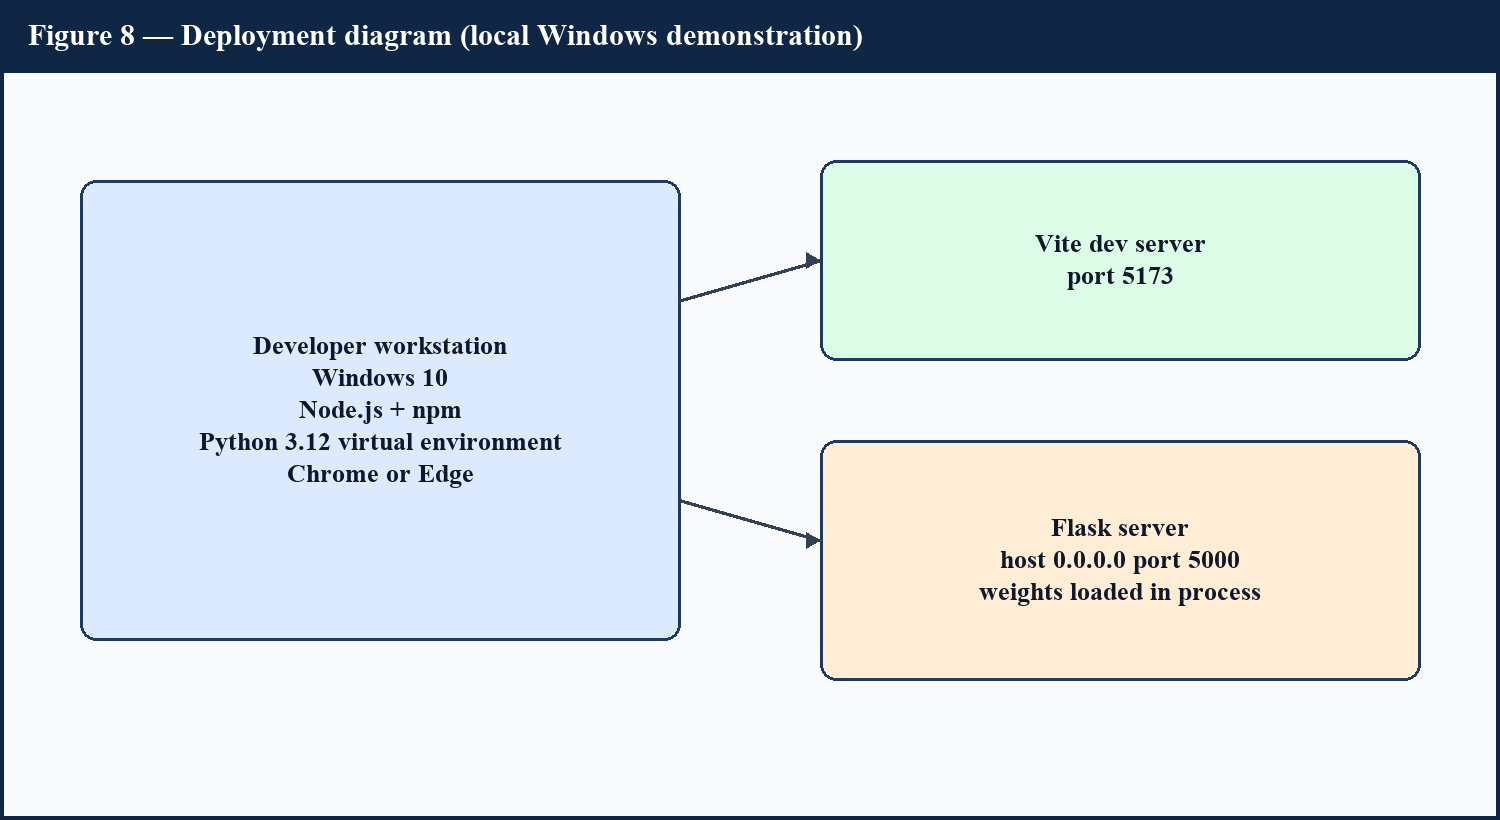 Figure 8 — Deployment diagram (local Windows demonstration)
Developer workstation
Windows 10
Node.js + npm
Python 3.12 virtual environment
Chrome or Edge
Vite dev server
port 5173
Flask server
host 0.0.0.0 port 5000
weights loaded in process